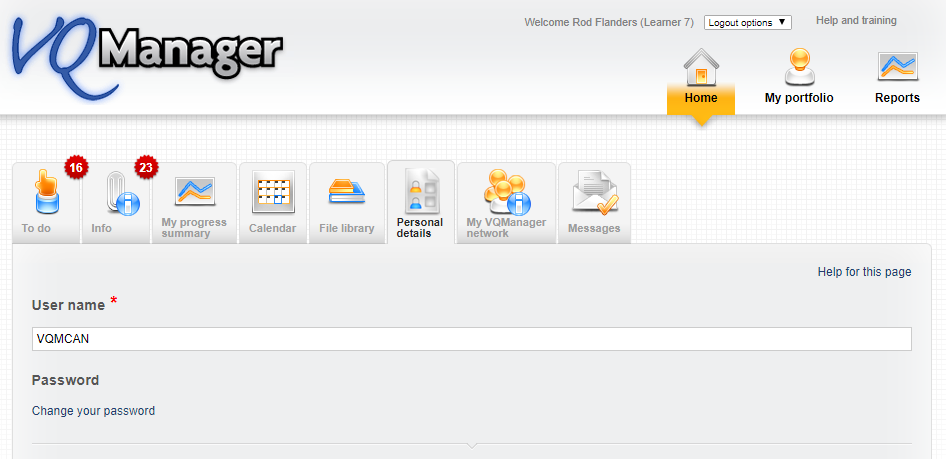 VQManager
Welcome Rod Flanders (Learner 7)
Logout options
Help and training
Home
My portfolio
Reports
16
23
To do
Info
My progress
summary
Calendar
File library
Personal
details
My VQManager
network
Messages
Help for this page
User name *
VQMCAN
Password
Change your password